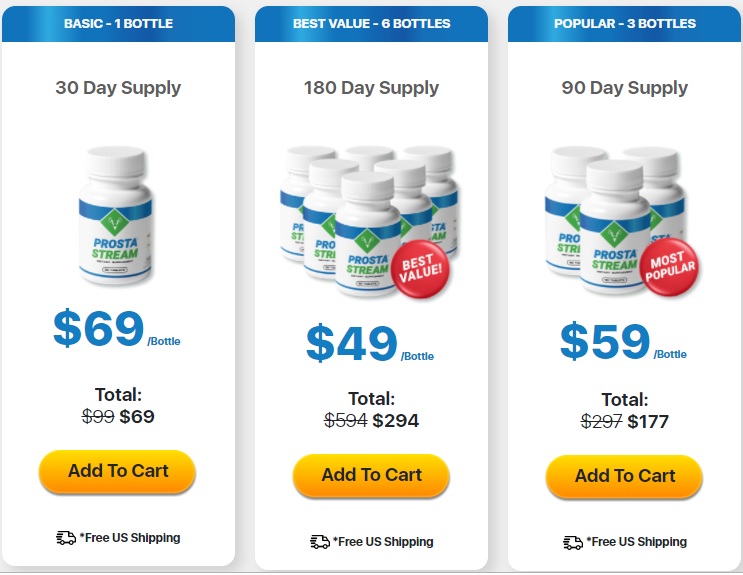 BASIC - 1 BOTTLE
30 Day Supply
PROSTA
STREAM
$69 /Bottle
Total:
$99 $69
Add To Cart
*Free US Shipping
BEST VALUE - 6 BOTTLES
180 Day Supply
PROSTA
STREAM
BEST
VALUE!
$49 /Bottle
Total:
$594 $294
Add To Cart
*Free US Shipping
POPULAR - 3 BOTTLES
90 Day Supply
PROSTA
STREAM
MOST
POPULAR
$59 /Bottle
Total:
$297 $177
Add To Cart
*Free US Shipping